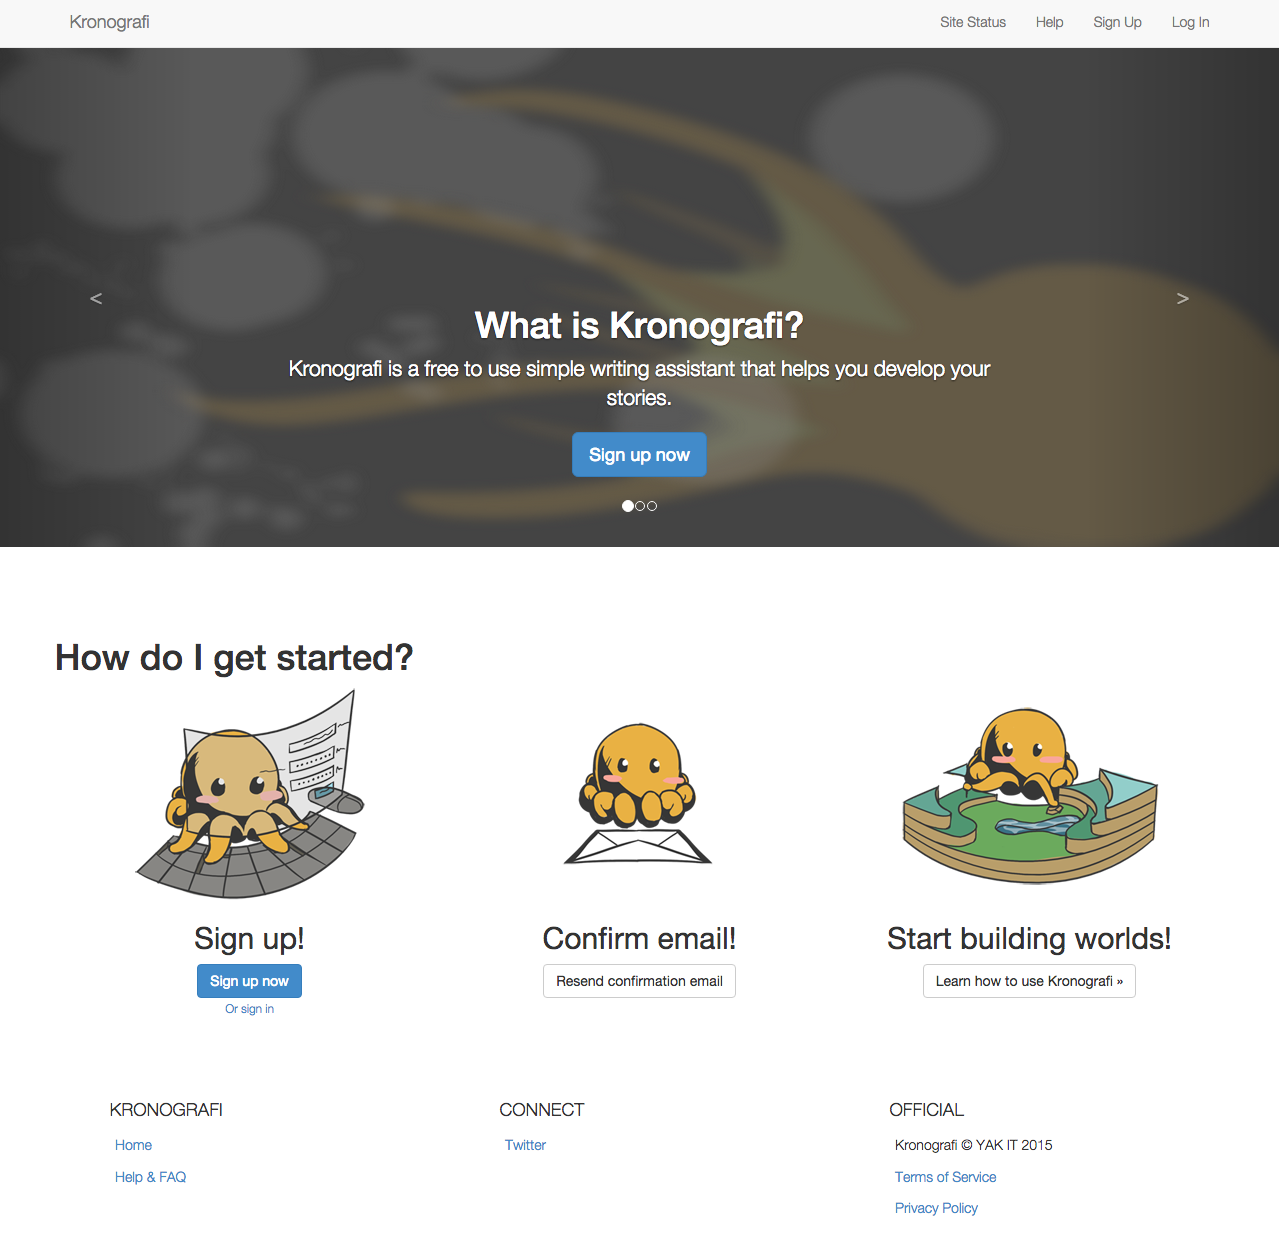 Kronografi
Site Status
Help
Sign Up
Log In
<
>
What is Kronografi?
Kronografi is a free to use simple writing assistant that helps you develop your
stories.
Sign up now
How do I get started?
Sign up!
Sign up now
Or sign in
Confirm email!
Resend confirmation email
Start building worlds!
Learn how to use Kronografi »
KRONOGRAFI
Home
Help & FAQ
CONNECT
Twitter
OFFICIAL
Kronografi © YAK IT 2015
Terms of Service
Privacy Policy